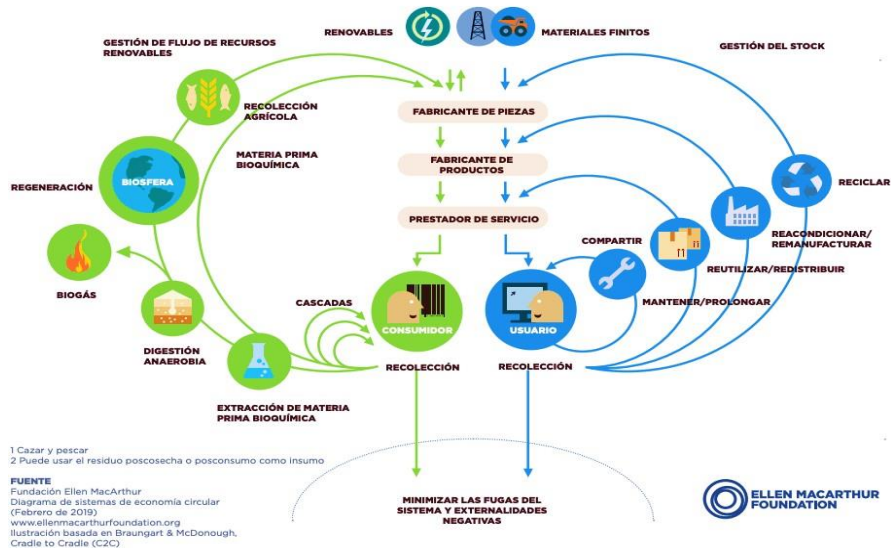 RENOVABLES
MATERIALES FINITOS
GESTIÓN DE FLUJO DE RECURSOS
RENOVABLES
GESTIÓN DEL STOCK
RECOLECCIÓN
AGRÍCOLA
FABRICANTE DE PIEZAS
MATERIA PRIMA
BIOQUÍMICA
FABRICANTE DE
PRODUCTOS
REGENERACIÓN
BIOSFERA
RECICLAR
PRESTADOR DE SERVICIO
REACONDICIONAR/
REMANUFACTURAR
COMPARTIR
REUTILIZAR/REDISTRIBUIR
BIOGÁS
CASCADAS
MANTENER/PROLONGAR
CONSUMIDOR
USUARIO
DIGESTIÓN
ANAEROBIA
RECOLECCIÓN
RECOLECCIÓN
EXTRACCIÓN DE MATERIA
PRIMA BIOQUÍMICA
1 Cazar y pescar
2 Puede usar el residuo poscosecha o posconsumo como insumo
FUENTE
Fundación Ellen MacArthur
Diagrama de sistemas de economía circular
(Febrero de 2019)
www.ellenmacarthurfoundation.org
Ilustración basada en Braungart & McDonough,
Cradle to Cradle (C2C)
MINIMIZAR LAS FUGAS DEL
SISTEMA Y EXTERNALIDADES
NEGATIVAS
ELLEN MACARTHUR
FOUNDATION